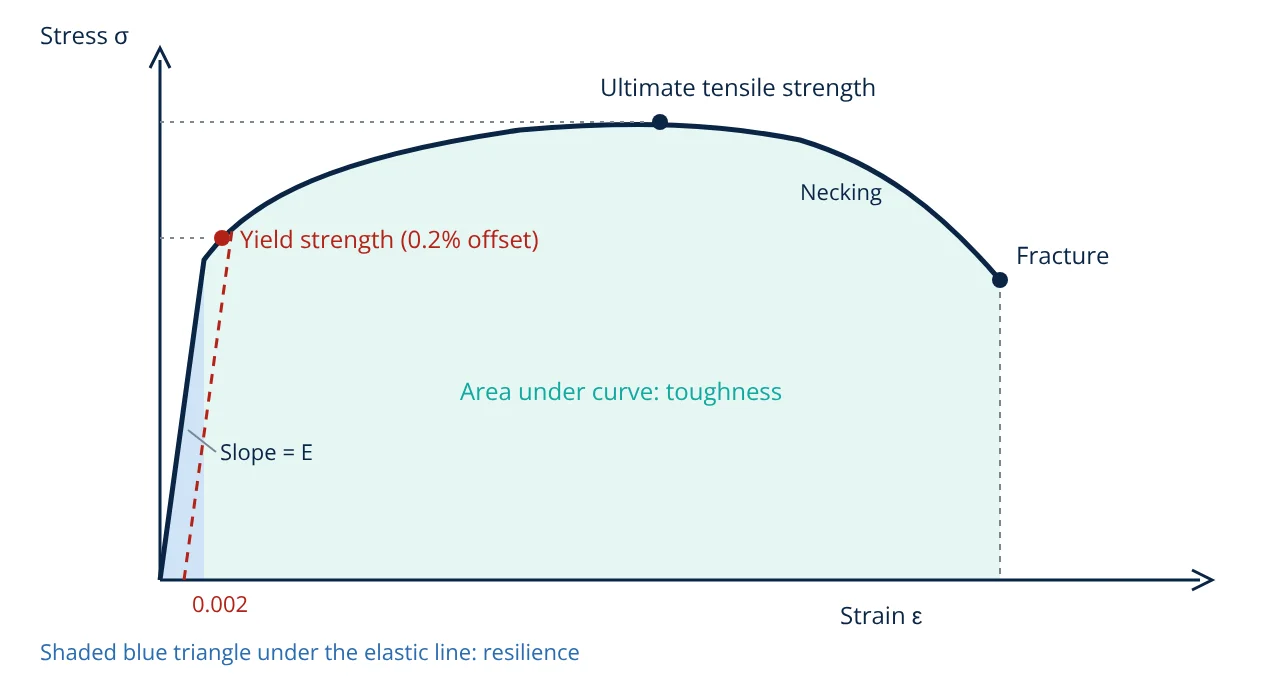 Stress σ
Ultimate tensile strength
Necking
Yield strength (0.2% offset)
Fracture
Area under curve: toughness
Slope = E
0.002
Strain ε
Shaded blue triangle under the elastic line: resilience